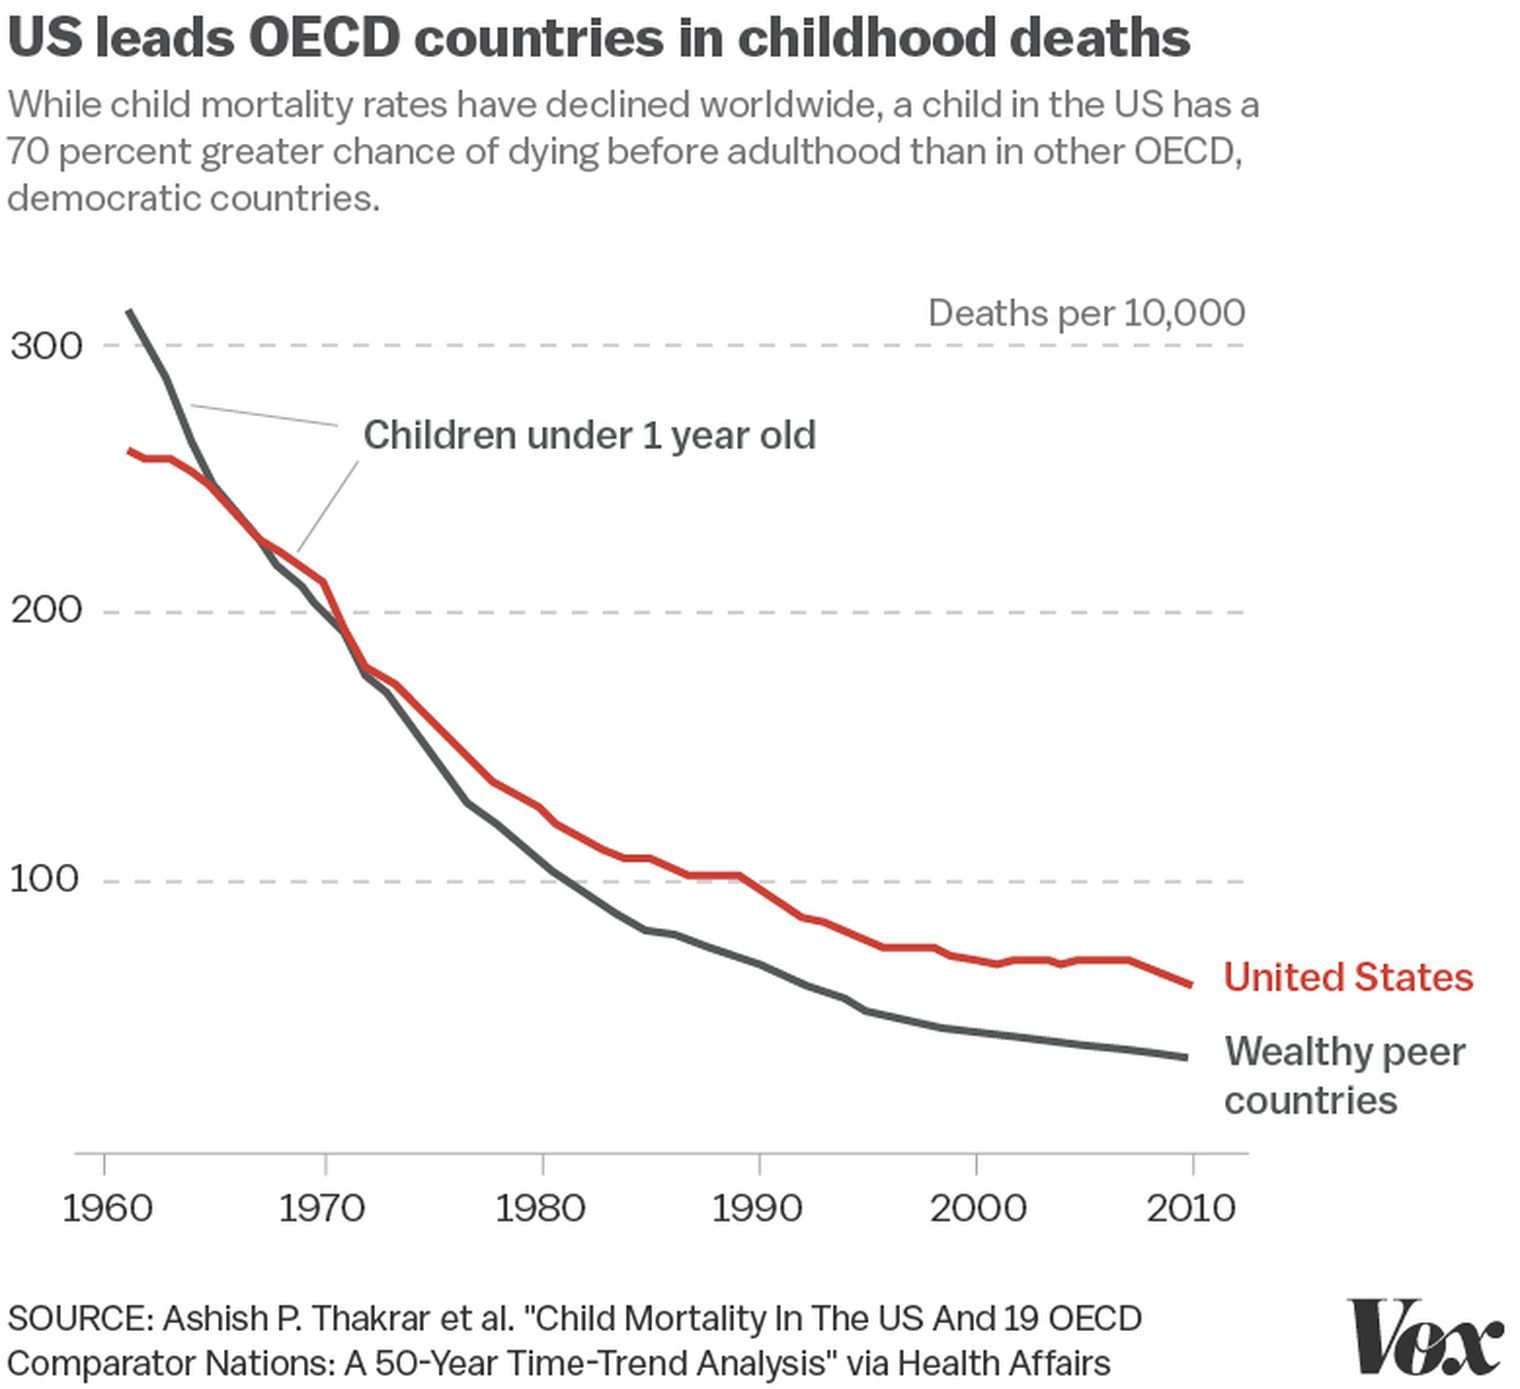 US leads OECD countries in childhood deaths
While child mortality rates have declined worldwide, a child in the US has a
70 percent greater chance of dying before adulthood than in other OECD,
democratic countries.
Deaths per 10,000
300
Children under 1 year old
200
100
United States
Wealthy peer
countries
1960 1970 1980 1990 2000 2010
SOURCE: Ashish P. Thakrar et al. "Child Mortality In The US And 19 OECD
Comparator Nations: A 50-Year Time-Trend Analysis" via Health Affairs
Vox